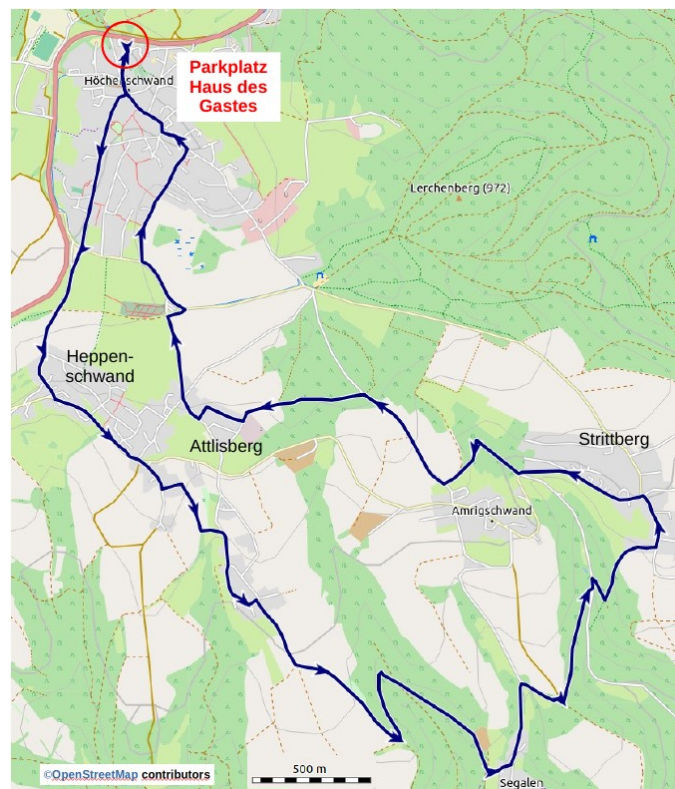 Parkplatz
Haus des
Gastes
Höchenschwand
Lerchenberg (972)
Heppen-
schwand
Attlisberg
Strittberg
Amrigschwand
500 m
©OpenStreetMap contributors
Segalen